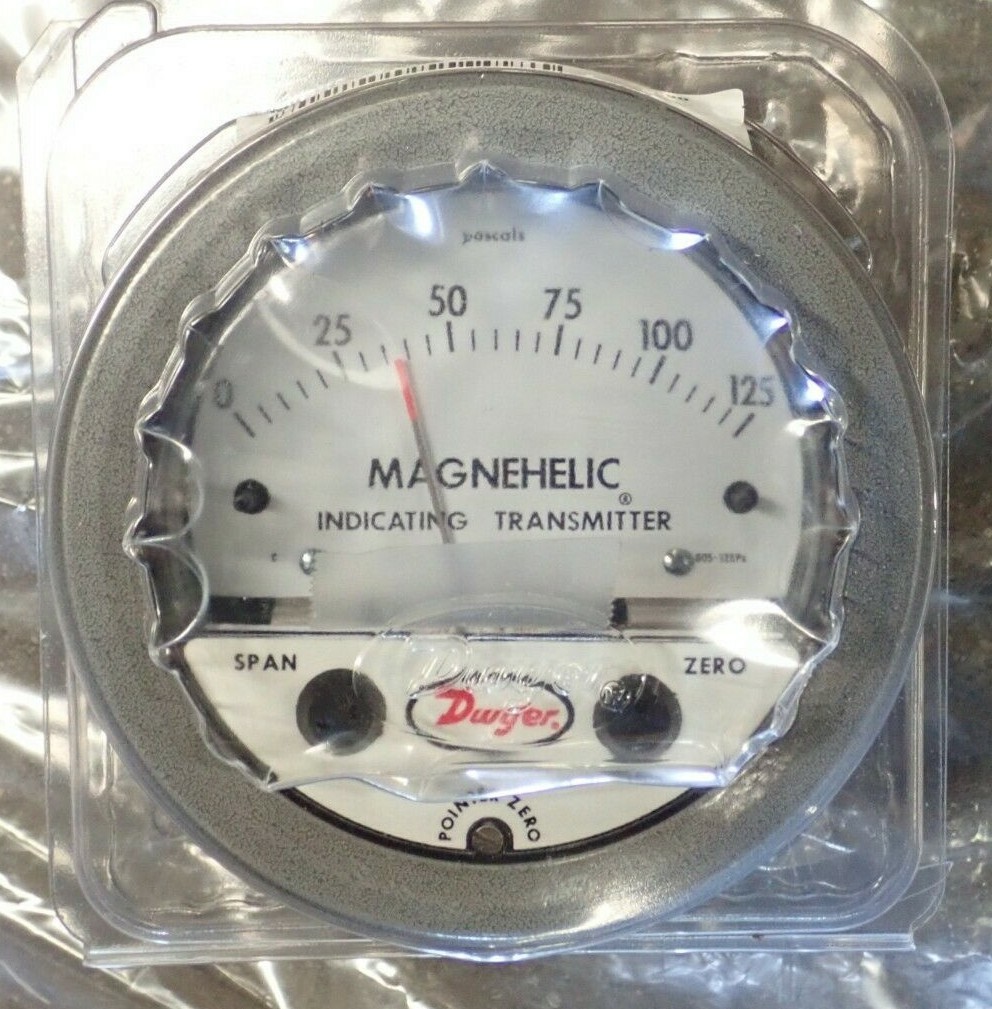 pascals
0 25 50 75 100 125
MAGNEHELIC®
INDICATING TRANSMITTER
C
SPAN
ZERO
Dwyer.
POINTER ZERO